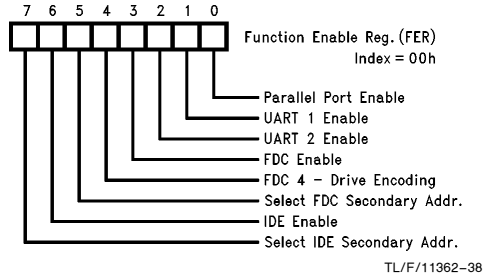 7 6 5 4 3 2 1 0
Function Enable Reg. (FER)
Index = 00h
Parallel Port Enable
UART 1 Enable
UART 2 Enable
FDC Enable
FDC 4 - Drive Encoding
Select FDC Secondary Addr.
IDE Enable
Select IDE Secondary Addr.
TL/F/11362-38